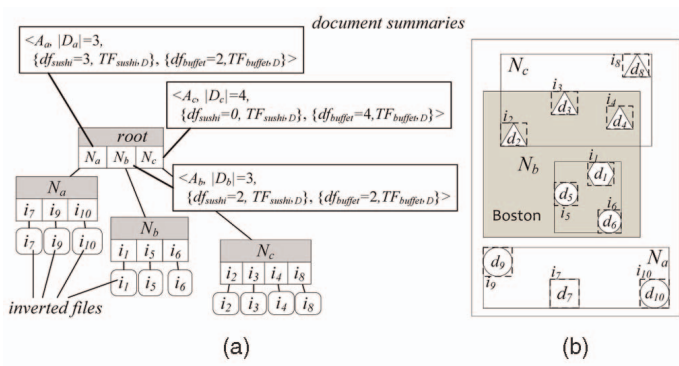 document summaries
<A_a, |D_a|=3,
{df_sushi=3, TF_sushi,D}, {df_buffet=2,TF_buffet,D}>
<A_c, |D_c|=4,
{df_sushi=0, TF_sushi,D}, {df_buffet=4,TF_buffet,D}>
root
N_a N_b N_c
<A_b, |D_b|=3,
{df_sushi=2, TF_sushi,D}, {df_buffet=2,TF_buffet,D}>
N_a
i_7 i_9 i_10
i_7 i_9 i_10
N_b
i_1 i_5 i_6
i_1 i_5 i_6
N_c
i_2 i_3 i_4 i_8
i_2 i_3 i_4 i_8
inverted files
(a)
N_c
i_8
d_8
i_3
d_3
i_4
d_4
i_2
d_2
N_b
i_1
d_1
d_5
i_5
i_6
d_6
Boston
d_9
i_9
i_7
d_7
N_a
i_10
d_10
(b)